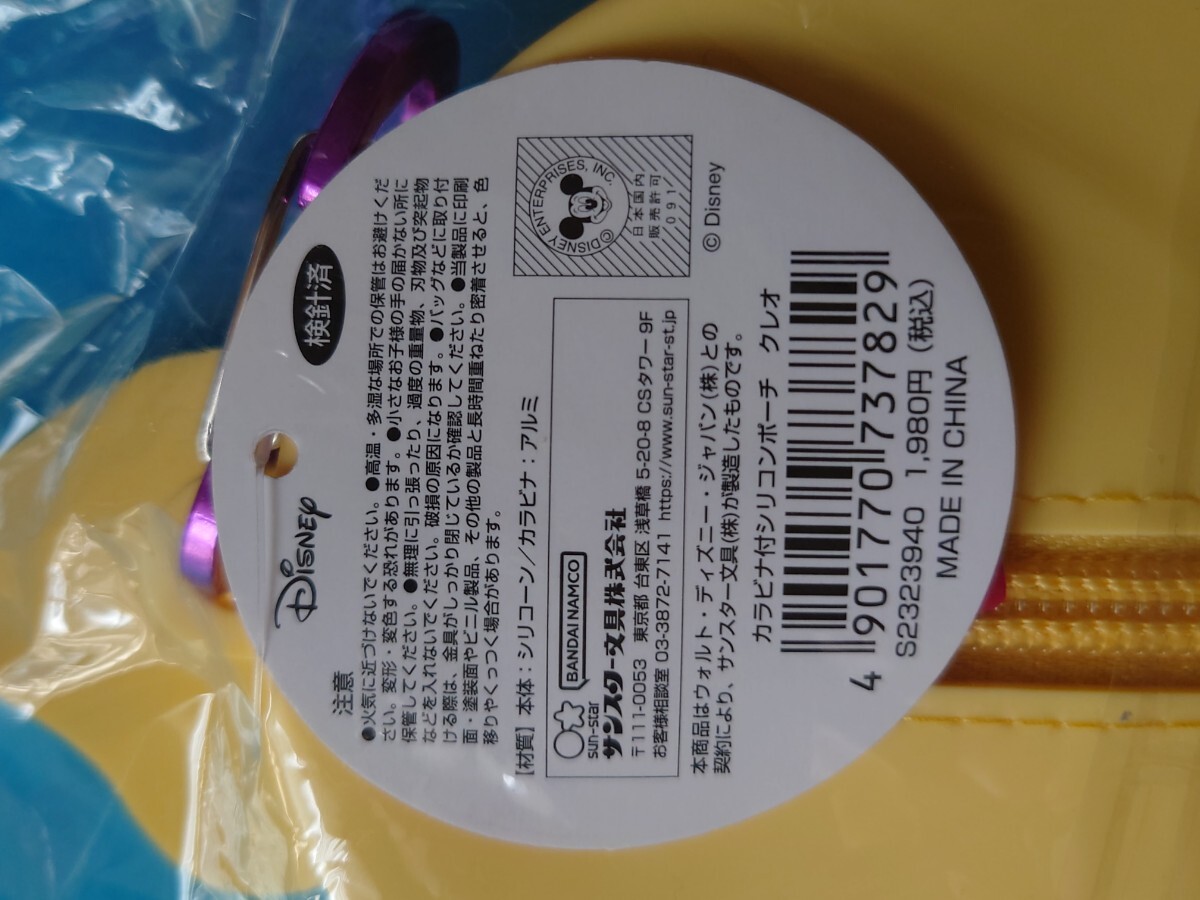 Disney
検針済
注意
●火気に近づけないでください。●高温・多湿な場所での保管はお避けくだ
さい。変形・変色する恐れがあります。●小さなお子様の手の届かない所に
保管してください。●無理に引っ張ったり、過度の重量物、刃物及び突起物
などを入れないでください。破損の原因になります。●バッグなどに取り付
ける際は、金具がしっかり閉じているか確認してください。●当製品に印刷
面・塗装面やビニル製品、その他の製品と長時間重ねたり密着させると、色
移りやくっつく場合があります。
【材質】本体：シリコーン/カラビナ：アルミ
sun-star
BANDAI NAMCO
サンスター文具株式会社
〒111-0053 東京都 台東区 浅草橋 5-20-8 CSタワー9F
お客様相談室 03-3872-7141 https://www.sun-star-st.jp
©DISNEY ENTERPRISES, INC.
日本国内
販売許可
091
本商品はウォルト・ディズニー・ジャパン(株)との
契約により、サンスター文具(株)が製造したものです。
©Disney
カラビナ付シリコンポーチ クレオ
4 901770 737829
S2323940 1,980円(税込)
MADE IN CHINA